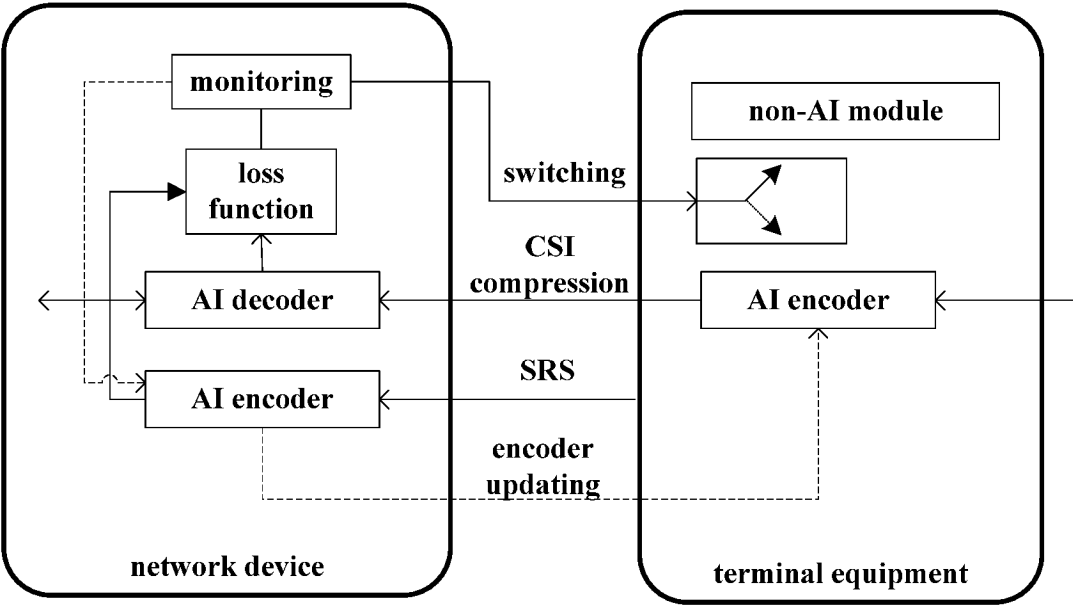 monitoring
loss
function
AI decoder
AI encoder
network device
switching
CSI
compression
SRS
encoder
updating
non-AI module
AI encoder
terminal equipment